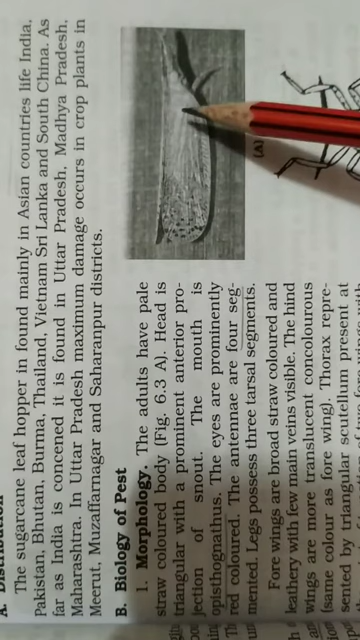 A. Distribution
The sugarcane leaf hopper in found mainly in Asian countries life India,
Pakistan, Bhutan, Burma, Thailand, Vietnam Sri Lanka and South China. As
far as India is concened it is found in Uttar Pradesh, Madhya Pradesh,
Maharashtra. In Uttar Pradesh maximum damage occurs in crop plants in
Meerut, Muzaffarnagar and Saharanpur districts.
B. Biology of Pest
1. Morphology. The adults have pale
straw coloured body (Fig. 6.3 A). Head is
triangular with a prominent anterior pro-
jection of snout. The mouth is
opisthognathus. The eyes are prominently
red coloured. The antennae are four seg-
mented. Legs possess three tarsal segments.
Fore wings are broad straw coloured and
leathery with few main veins visible. The hind
wings are more translucent concolourous
(same colour as fore wing). Thorax repre-
sented by triangular scutellum present at
(A)